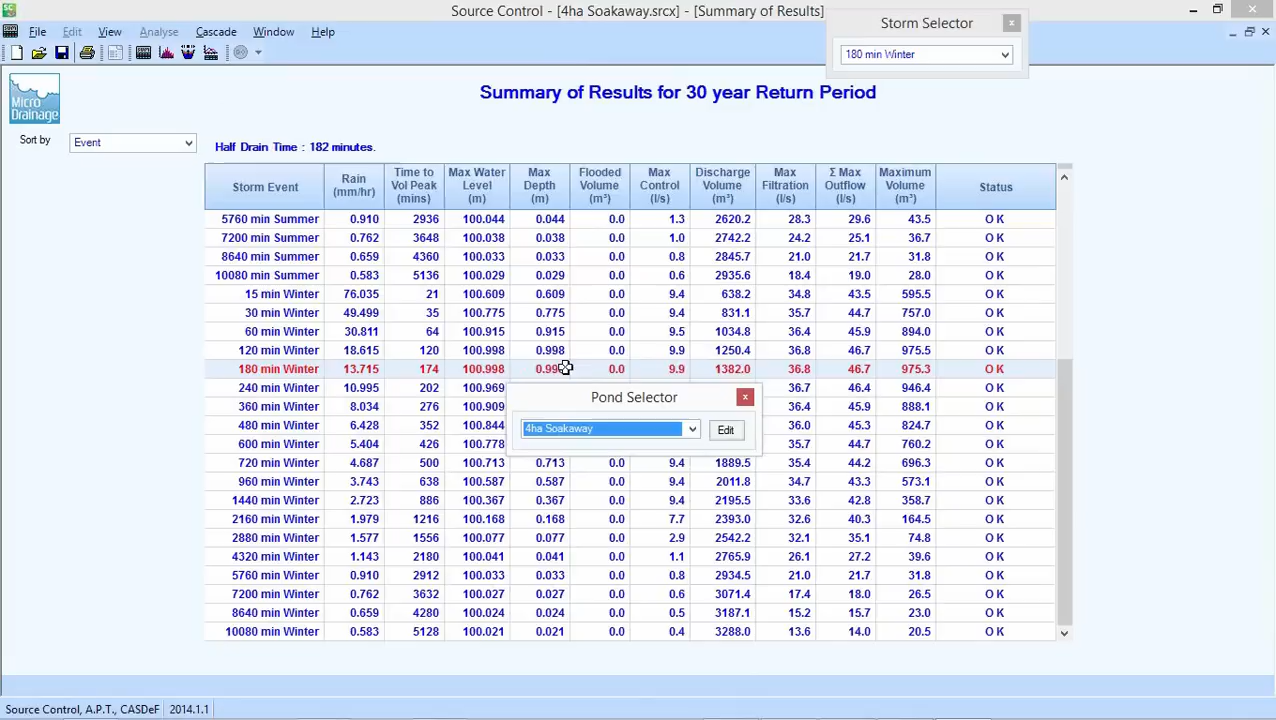 Source Control - [4ha Soakaway.srcx] - [Summary of Results]
File Edit View Analyse Cascade Window Help
Storm Selector
180 min Winter
Micro Drainage
Summary of Results for 30 year Return Period
Sort by Event
Half Drain Time : 182 minutes.
Storm Event Rain (mm/hr) Time to Vol Peak (mins) Max Water Level (m) Max Depth (m) Flooded Volume (m³) Max Control (l/s) Discharge Volume (m³) Max Filtration (l/s) Σ Max Outflow (l/s) Maximum Volume (m³) Status
5760 min Summer 0.910 2936 100.044 0.044 0.0 1.3 2620.2 28.3 29.6 43.5 O K
7200 min Summer 0.762 3648 100.038 0.038 0.0 1.0 2742.2 24.2 25.1 36.7 O K
8640 min Summer 0.659 4360 100.033 0.033 0.0 0.8 2845.7 21.0 21.7 31.8 O K
10080 min Summer 0.583 5136 100.029 0.029 0.0 0.6 2935.6 18.4 19.0 28.0 O K
15 min Winter 76.035 21 100.609 0.609 0.0 9.4 638.2 34.8 43.5 595.5 O K
30 min Winter 49.499 35 100.775 0.775 0.0 9.4 831.1 35.7 44.7 757.0 O K
60 min Winter 30.811 64 100.915 0.915 0.0 9.5 1034.8 36.4 45.9 894.0 O K
120 min Winter 18.615 120 100.998 0.998 0.0 9.9 1250.4 36.8 46.7 975.5 O K
180 min Winter 13.715 174 100.998 0.99 0.0 9.9 1382.0 36.8 46.7 975.3 O K
240 min Winter 10.995 202 100.969 36.7 46.4 946.4 O K
360 min Winter 8.034 276 100.909 36.4 45.9 888.1 O K
480 min Winter 6.428 352 100.844 36.0 45.3 824.7 O K
600 min Winter 5.404 426 100.778 35.7 44.7 760.2 O K
720 min Winter 4.687 500 100.713 0.713 0.0 9.4 1889.5 35.4 44.2 696.3 O K
960 min Winter 3.743 638 100.587 0.587 0.0 9.4 2011.8 34.7 43.3 573.1 O K
1440 min Winter 2.723 886 100.367 0.367 0.0 9.4 2195.5 33.6 42.8 358.7 O K
2160 min Winter 1.979 1216 100.168 0.168 0.0 7.7 2393.0 32.6 40.3 164.5 O K
2880 min Winter 1.577 1556 100.077 0.077 0.0 2.9 2542.2 32.1 35.1 74.8 O K
4320 min Winter 1.143 2180 100.041 0.041 0.0 1.1 2765.9 26.1 27.2 39.6 O K
5760 min Winter 0.910 2912 100.033 0.033 0.0 0.8 2934.5 21.0 21.7 31.8 O K
7200 min Winter 0.762 3632 100.027 0.027 0.0 0.6 3071.4 17.4 18.0 26.5 O K
8640 min Winter 0.659 4280 100.024 0.024 0.0 0.5 3187.1 15.2 15.7 23.0 O K
10080 min Winter 0.583 5128 100.021 0.021 0.0 0.4 3288.0 13.6 14.0 20.5 O K
Pond Selector
4ha Soakaway Edit
Source Control, A.P.T., CASDeF 2014.1.1